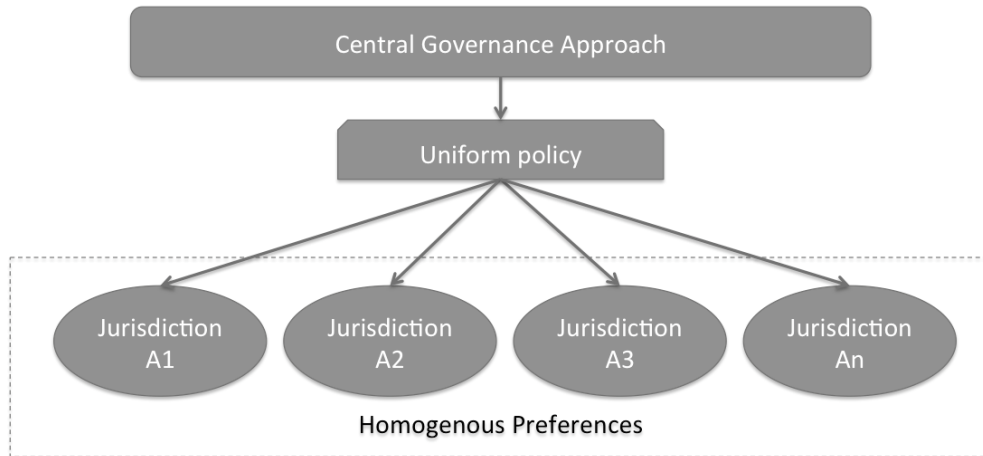 Central Governance Approach
Uniform policy
Jurisdiction
A1
Jurisdiction
A2
Jurisdiction
A3
Jurisdiction
An
Homogenous Preferences